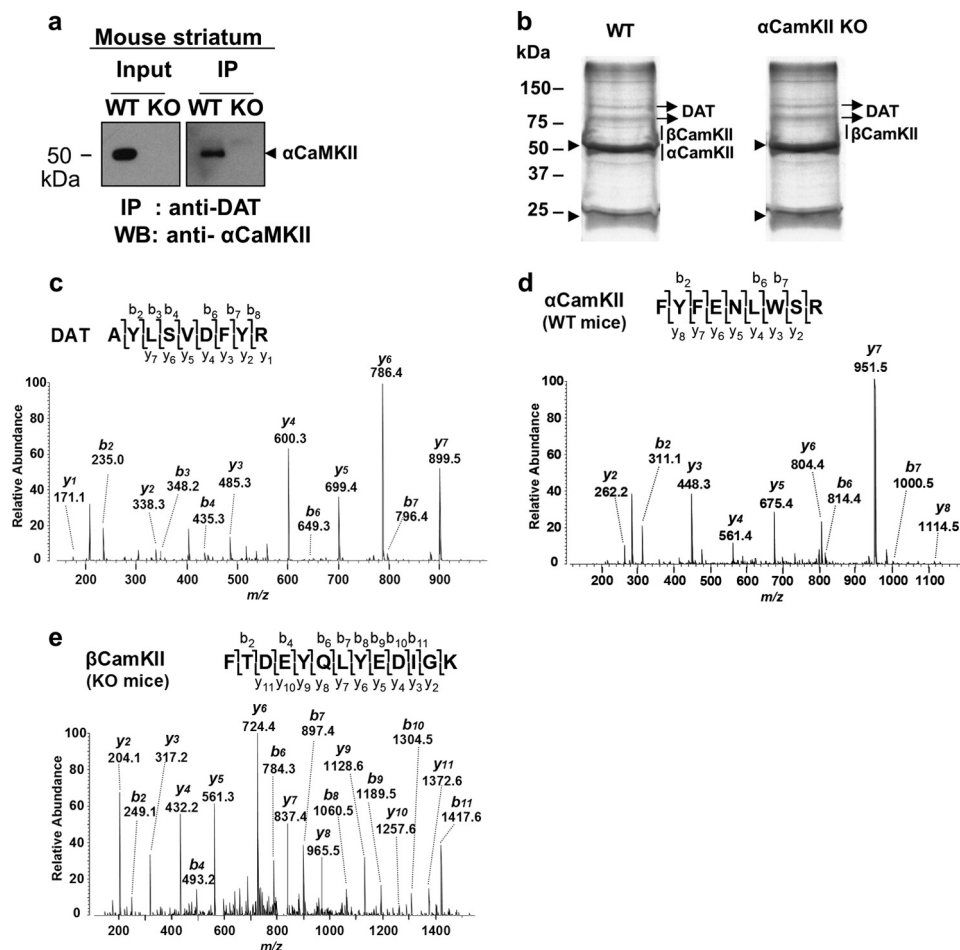 a
Mouse striatum
Input IP
WT KO WT KO
50 –
kDa
αCaMKII
IP : anti-DAT
WB: anti- αCaMKII
b
WT αCamKII KO
kDa
150 –
75 –
50 –
37 –
25 –
DAT
βCamKII
αCamKII
DAT
βCamKII
c
DAT
b2 b3 b4 b6 b7 b8
AYLSVDFYR
y7 y6 y5 y4 y3 y2 y1
Relative Abundance
100
80
60
40
20
0
y1
171.1
b2
235.0
y2
338.3
b3
348.2
b4
435.3
y3
485.3
y4
600.3
b6
649.3
y5
699.4
y6
786.4
b7
796.4
y7
899.5
200 300 400 500 600 700 800 900
m/z
d
αCamKII
(WT mice)
b2 b6 b7
FYFENLWSR
y8 y7 y6 y5 y4 y3 y2
Relative Abundance
100
80
60
40
20
0
y2
262.2
b2
311.1
y3
448.3
y4
561.4
y5
675.4
y6
804.4
b6
814.4
y7
951.5
b7
1000.5
y8
1114.5
200 300 400 500 600 700 800 900 1000 1100
m/z
e
βCamKII
(KO mice)
b2 b4 b6 b7 b8 b9 b10 b11
FTDEYQLYEDIGK
y11 y10 y9 y8 y7 y6 y5 y4 y3 y2
Relative Abundance
100
80
60
40
20
0
y2
204.1
b2
249.1
y3
317.2
y4
432.2
b4
493.2
y5
561.3
y6
724.4
b6
784.3
y7
837.4
b7
897.4
y8
965.5
b8
1060.5
y9
1128.6
b9
1189.5
y10
1257.6
b10
1304.5
y11
1372.6
b11
1417.6
200 400 600 800 1000 1200 1400
m/z